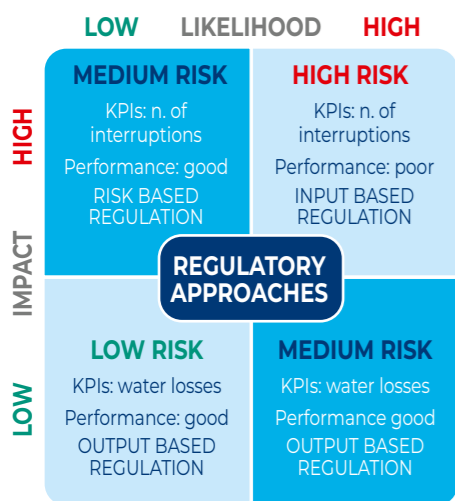 LOW LIKELIHOOD HIGH
HIGH
IMPACT
LOW
MEDIUM RISK
KPIs: n. of
interruptions
Performance: good
RISK BASED
REGULATION
HIGH RISK
KPIs: n. of
interruptions
Performance: poor
INPUT BASED
REGULATION
REGULATORY
APPROACHES
LOW RISK
KPIs: water losses
Performance: good
OUTPUT BASED
REGULATION
MEDIUM RISK
KPIs: water losses
Performance good
OUTPUT BASED
REGULATION